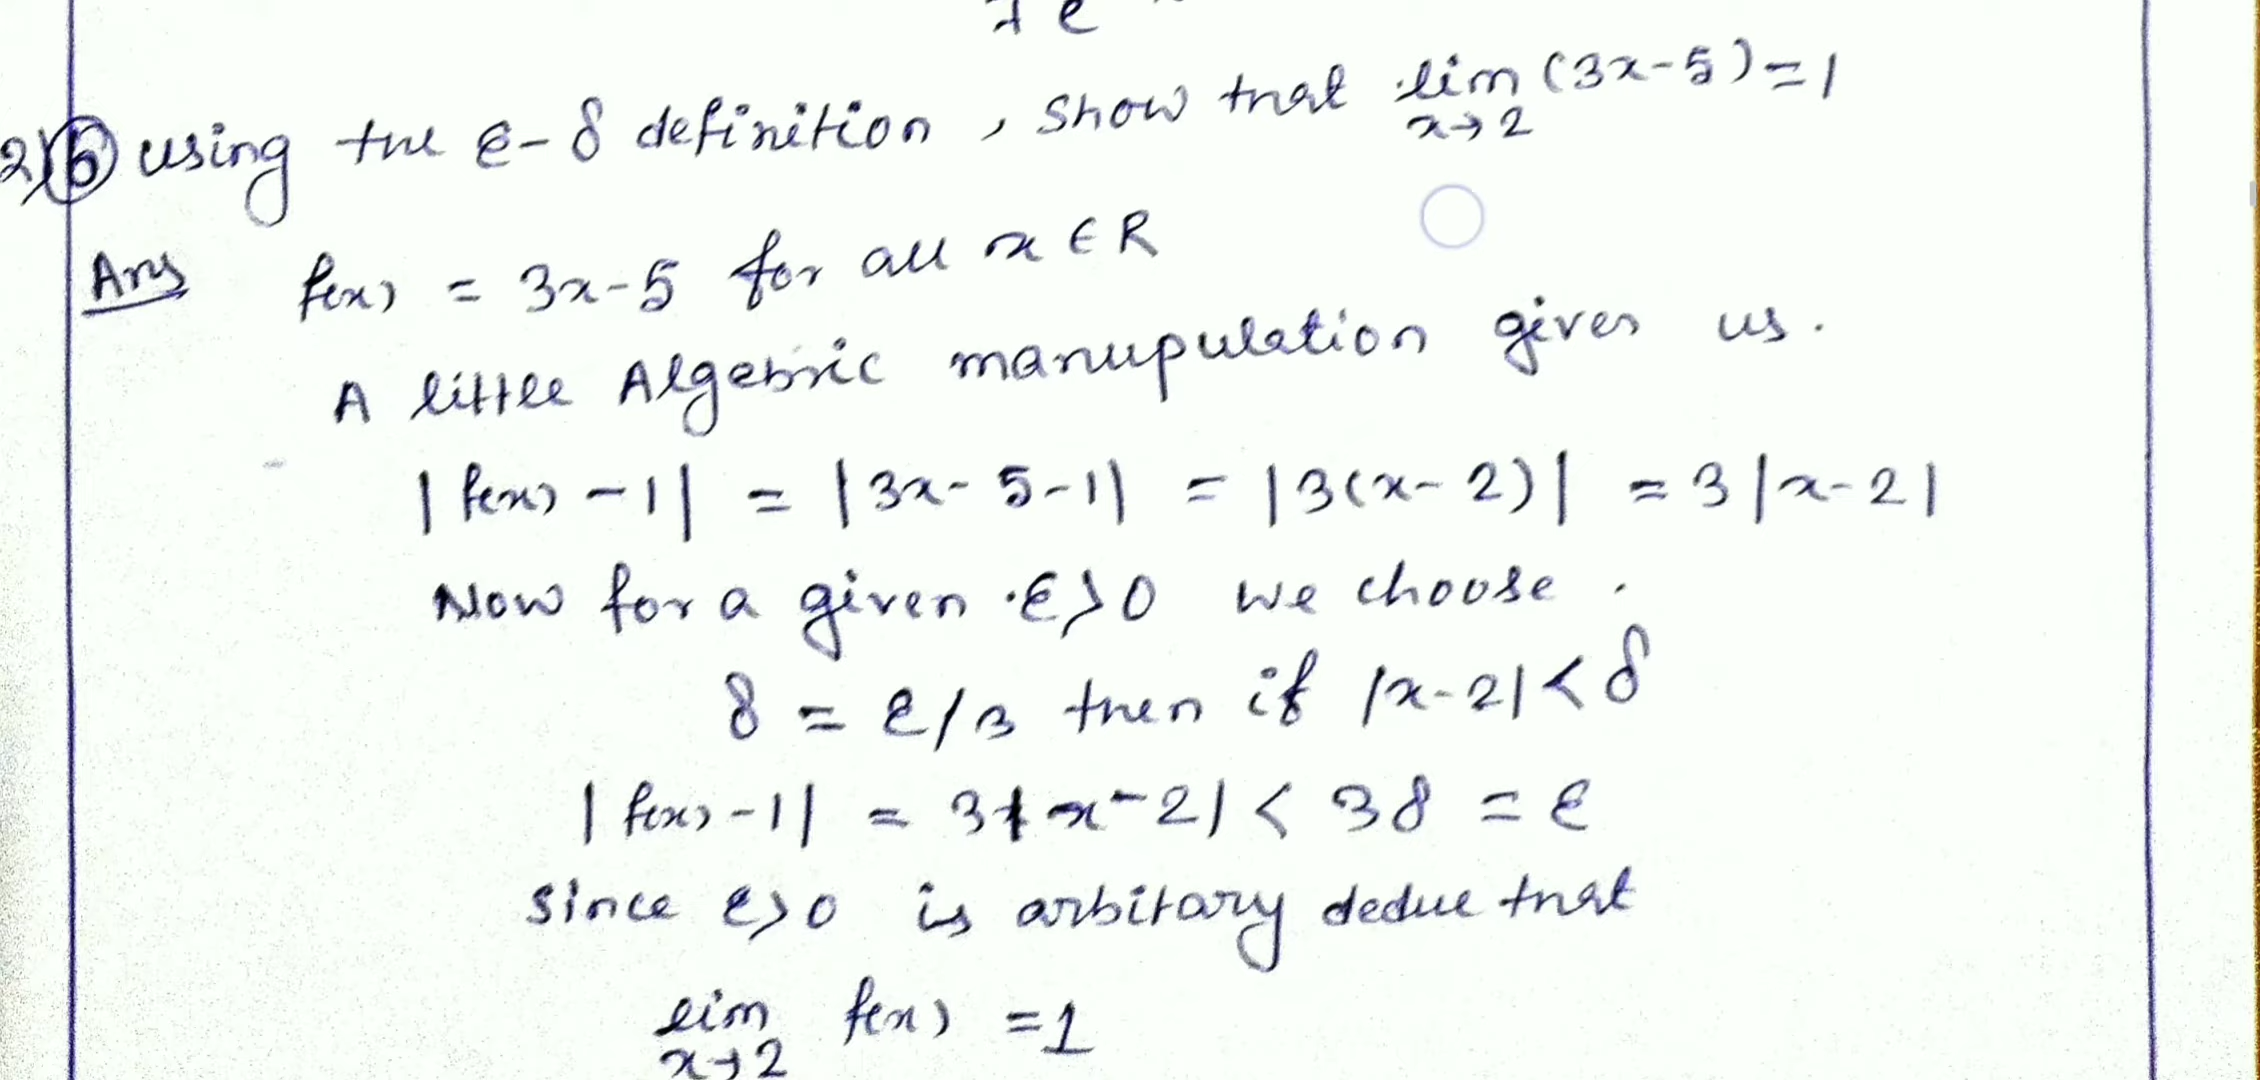 2) b using the ε-δ definition, show that lim (3x-5)=1
x→2
Ans f(x) = 3x-5 for all x ∈ R
A little Algebric manupulation gives us.
|f(x) -1| = |3x-5-1| = |3(x-2)| = 3|x-2|
Now for a given ε>0 we choose.
δ = ε/3 then if |x-2|<δ
|f(x)-1| = 3|x-2| < 3δ = ε
since ε>0 is arbitary dedue that
lim f(x) =1
x→2